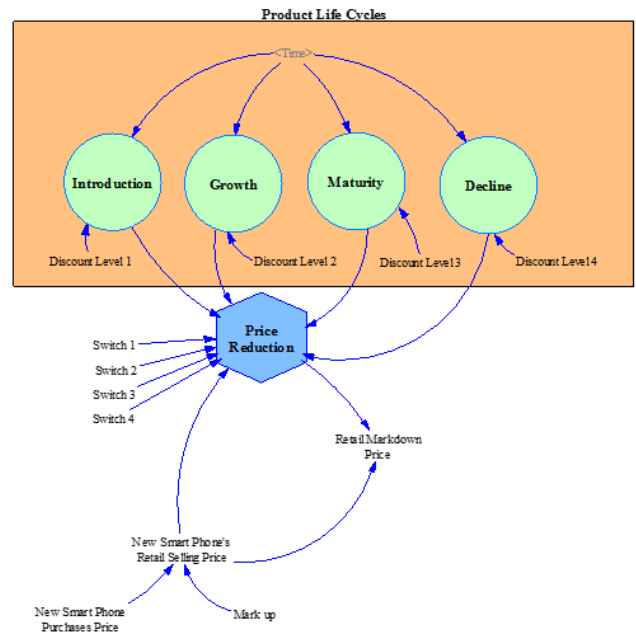 Product Life Cycles
<Time>
Introduction
Growth
Maturity
Decline
Discount Level 1
Discount Level 2
Discount Level3
Discount Level4
Price
Reduction
Switch 1
Switch 2
Switch 3
Switch 4
Retail Markdown
Price
New Smart Phone's
Retail Selling Price
New Smart Phone
Purchases Price
Mark up